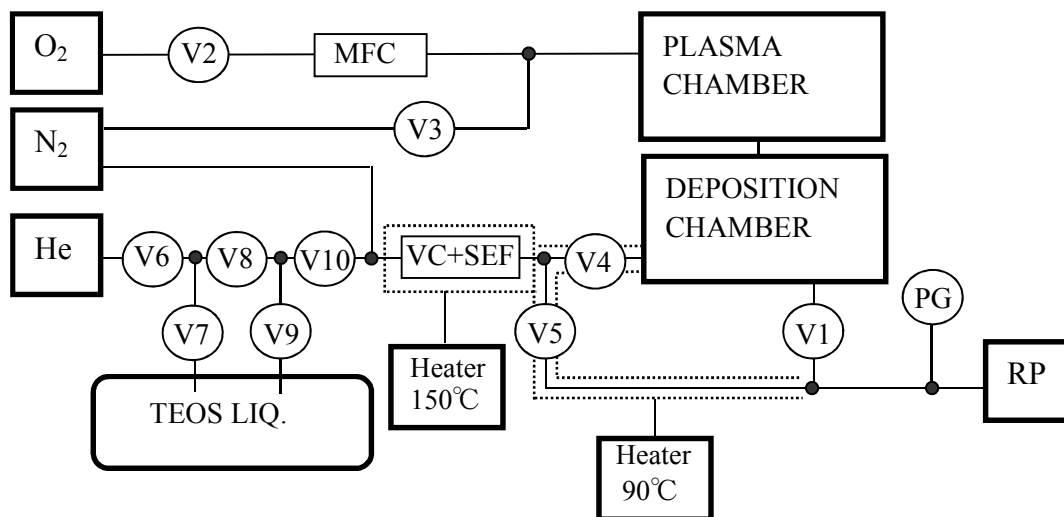 O₂
V2
MFC
PLASMA
CHAMBER
N₂
V3
DEPOSITION
CHAMBER
He
V6
V8
V10
VC+SEF
V4
V7
V9
V5
V1
PG
RP
TEOS LIQ.
Heater
150℃
Heater
90℃